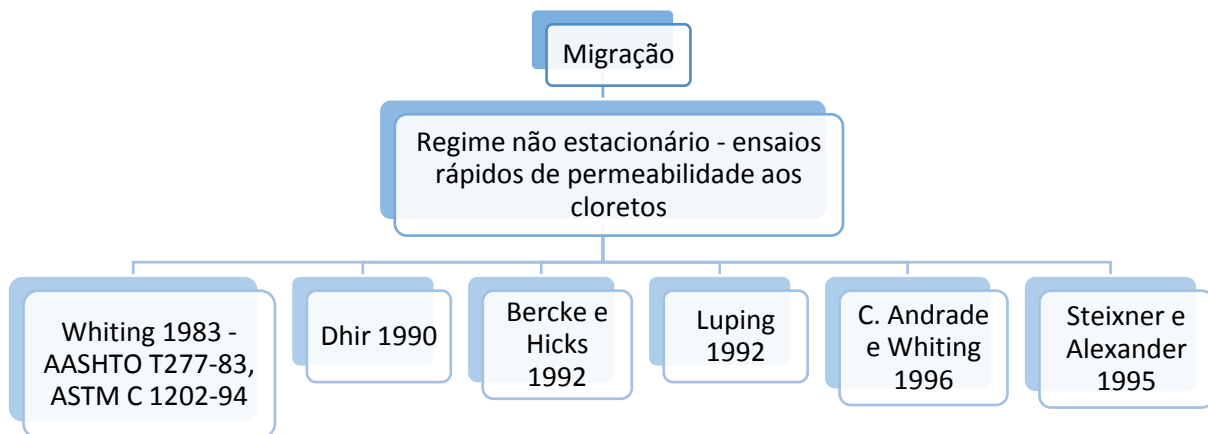 Migração
Regime não estacionário - ensaios
rápidos de permeabilidade aos
cloretos
Whiting 1983 -
AASHTO T277-83,
ASTM C 1202-94
Dhir 1990
Bercke e
Hicks
1992
Luping
1992
C. Andrade
e Whiting
1996
Steixner e
Alexander
1995